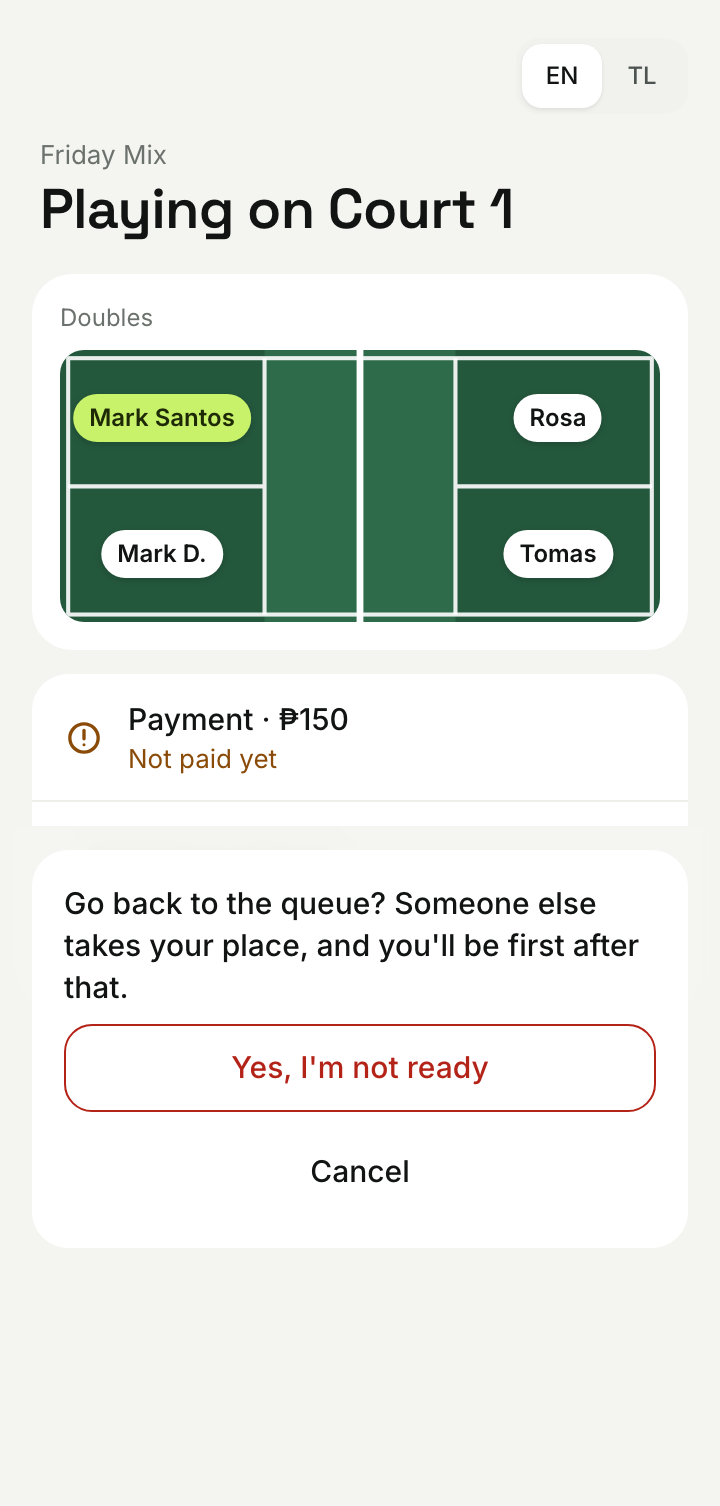 EN TL
Friday Mix
Playing on Court 1
Doubles
Mark Santos
Rosa
Mark D.
Tomas
Payment · ₱150
Not paid yet
Go back to the queue? Someone else
takes your place, and you'll be first after
that.
Yes, I'm not ready
Cancel